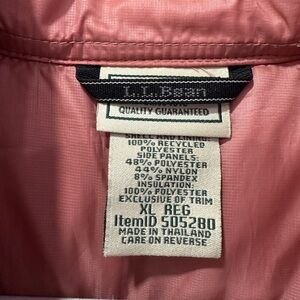 L.L.Bean
QUALITY GUARANTEED
SHELL AND LINING:
100% RECYCLED
POLYESTER
SIDE PANELS:
48% POLYESTER
44% NYLON
8% SPANDEX
INSULATION:
100% POLYESTER
EXCLUSIVE OF TRIM
XL REG
ItemID 505280
MADE IN THAILAND
CARE ON REVERSE